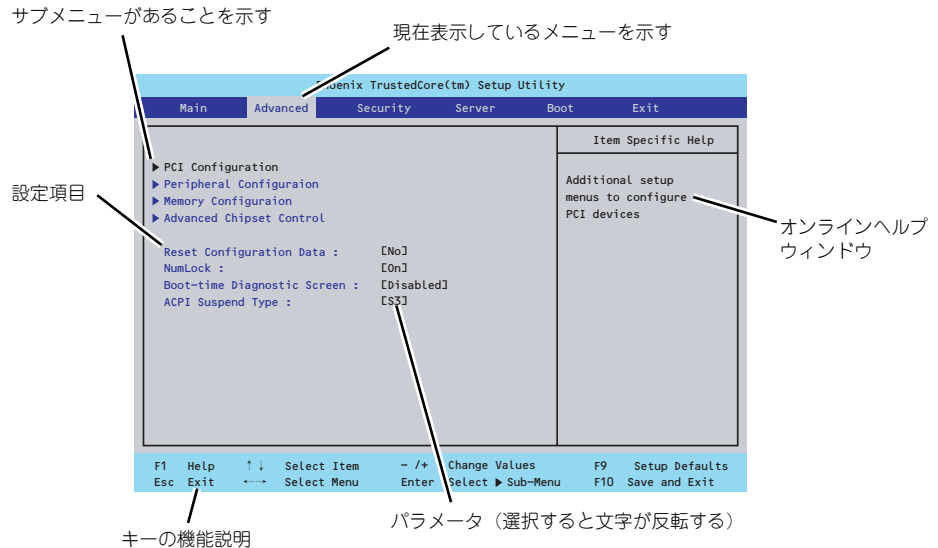 サブメニューがあることを示す
現在表示しているメニューを示す
Phoenix TrustedCore(tm) Setup Utility
Main Advanced Security Server Boot Exit
Item Specific Help
▶ PCI Configuration
▶ Peripheral Configuraion
▶ Memory Configuraion
▶ Advanced Chipset Control
Additional setup
menus to configure
PCI devices
設定項目
オンラインヘルプ
ウィンドウ
Reset Configuration Data : [No]
NumLock : [On]
Boot-time Diagnostic Screen : [Disabled]
ACPI Suspend Type : [S3]
F1 Help ↑↓ Select Item - /+ Change Values F9 Setup Defaults
Esc Exit ←→ Select Menu Enter Select ▶ Sub-Menu F10 Save and Exit
パラメータ（選択すると文字が反転する）
キーの機能説明